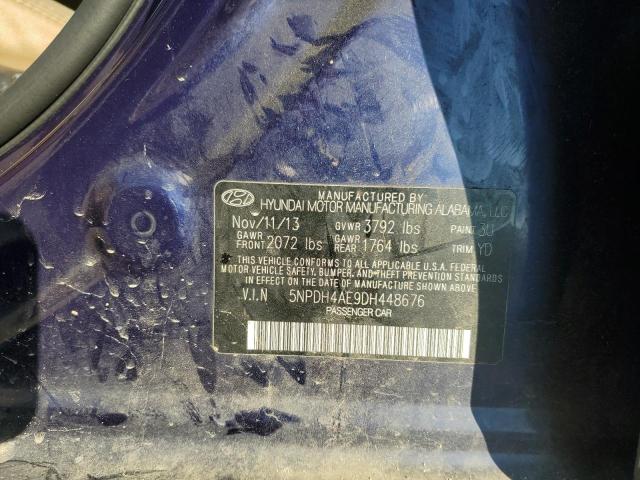 MANUFACTURED BY
HYUNDAI MOTOR MANUFACTURING ALABAMA, LLC
Nov/11/13 GVWR 3792 lbs PAINT 3U
GAWR FRONT 2072 lbs GAWR REAR 1764 lbs TRIM YD
THIS VEHICLE CONFORMS TO ALL APPLICABLE U.S.A FEDERAL
MOTOR VEHICLE SAFETY, BUMPER, AND THEFT PREVENTION STANDARDS
IN EFFECT ON THE DATE OF MANUFACTURE SHOWN ABOVE.
V.I.N 5NPDH4AE9DH448676
PASSENGER CAR